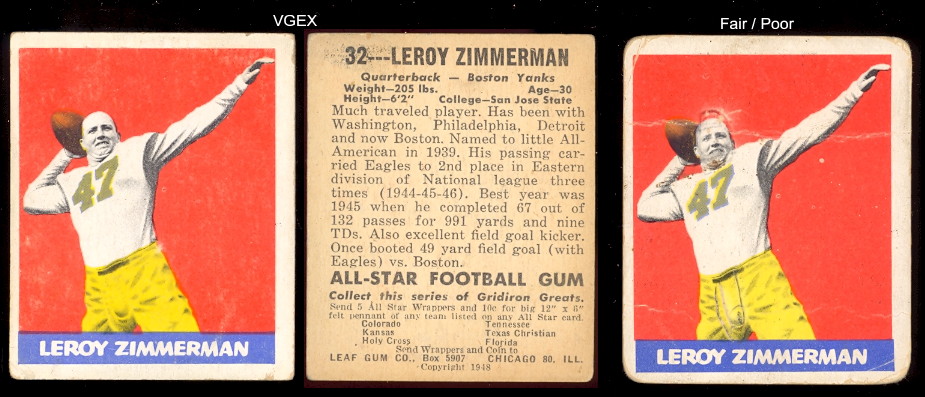 VGEX
Fair / Poor
47
LEROY ZIMMERMAN
32---LEROY ZIMMERMAN
Quarterback — Boston Yanks
Weight—205 lbs. Age—30
Height—6'2" College—San Jose State
Much traveled player. Has been with
Washington, Philadelphia, Detroit
and now Boston. Named to little All-
American in 1939. His passing car-
ried Eagles to 2nd place in Eastern
division of National league three
times (1944-45-46). Best year was
1945 when he completed 67 out of
132 passes for 991 yards and nine
TDs. Also excellent field goal kicker.
Once booted 49 yard field goal (with
Eagles) vs. Boston.
ALL-STAR FOOTBALL GUM
Collect this series of Gridiron Greats.
Send 5 All Star Wrappers and 10c for big 12" x 6"
felt pennant of any team listed on any All Star card.
Colorado Tennessee
Kansas Texas Christian
Holy Cross Florida
Send Wrappers and Coin to
LEAF GUM CO., Box 5907 CHICAGO 80, ILL.
Copyright 1948
47
LEROY ZIMMERMAN